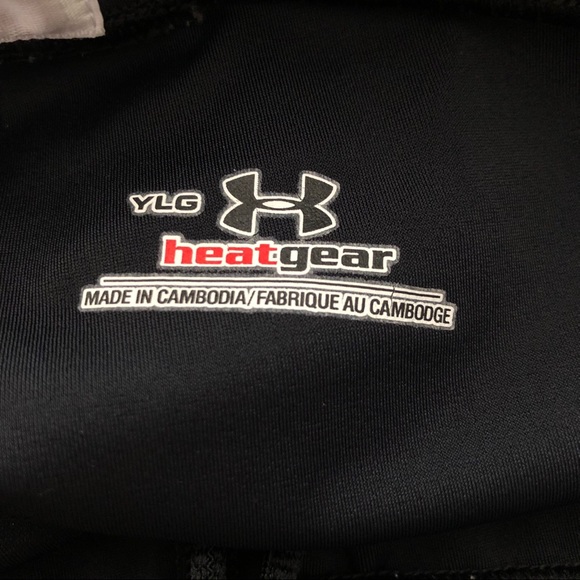 YLG
heatgear
MADE IN CAMBODIA/FABRIQUE AU CAMBODGE